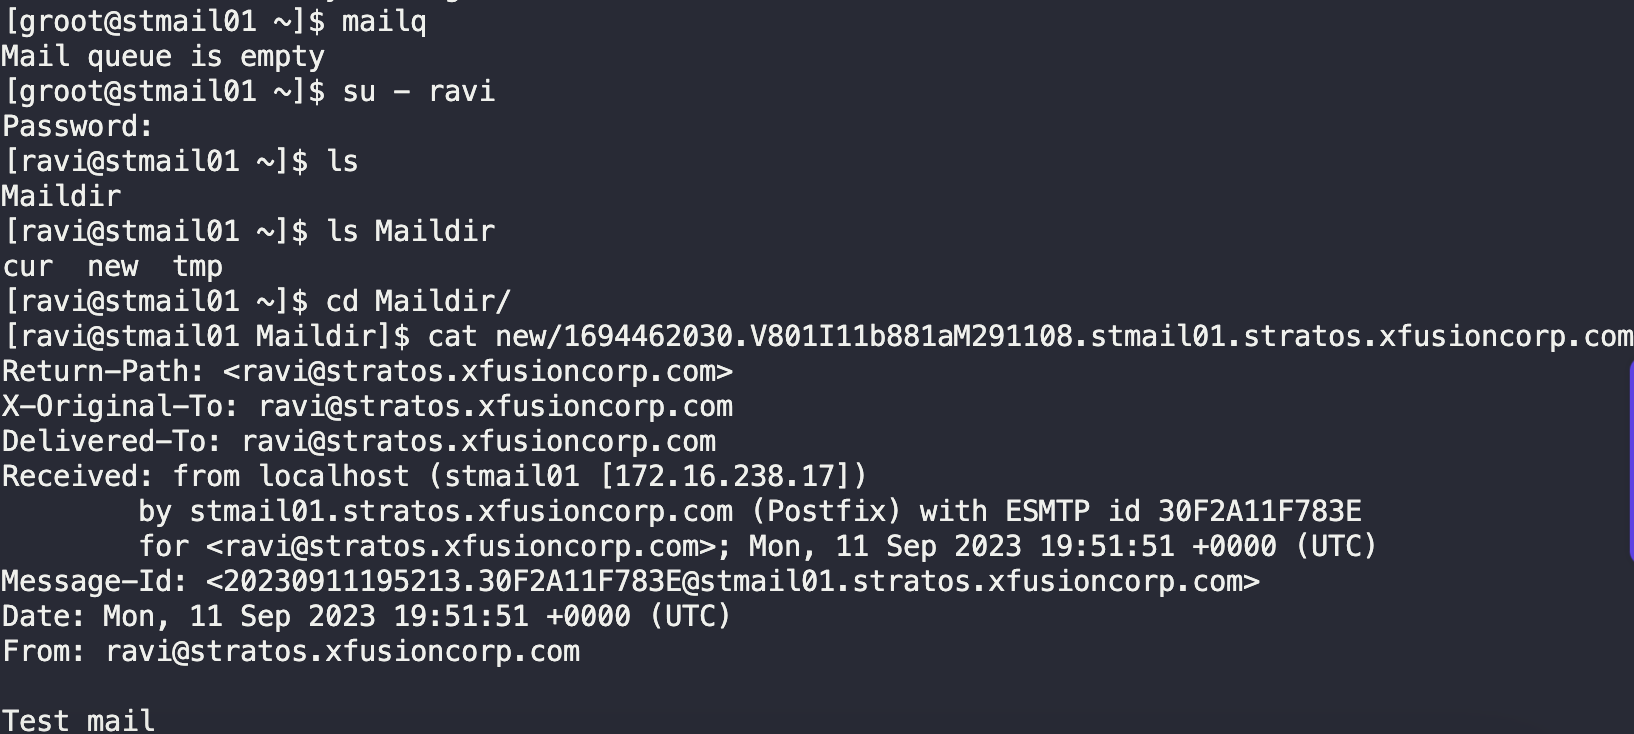 [groot@stmail01 ~]$ mailq
Mail queue is empty
[groot@stmail01 ~]$ su - ravi
Password:
[ravi@stmail01 ~]$ ls
Maildir
[ravi@stmail01 ~]$ ls Maildir
cur  new  tmp
[ravi@stmail01 ~]$ cd Maildir/
[ravi@stmail01 Maildir]$ cat new/1694462030.V801I11b881aM291108.stmail01.stratos.xfusioncorp.com
Return-Path: <ravi@stratos.xfusioncorp.com>
X-Original-To: ravi@stratos.xfusioncorp.com
Delivered-To: ravi@stratos.xfusioncorp.com
Received: from localhost (stmail01 [172.16.238.17])
        by stmail01.stratos.xfusioncorp.com (Postfix) with ESMTP id 30F2A11F783E
        for <ravi@stratos.xfusioncorp.com>; Mon, 11 Sep 2023 19:51:51 +0000 (UTC)
Message-Id: <20230911195213.30F2A11F783E@stmail01.stratos.xfusioncorp.com>
Date: Mon, 11 Sep 2023 19:51:51 +0000 (UTC)
From: ravi@stratos.xfusioncorp.com

Test mail